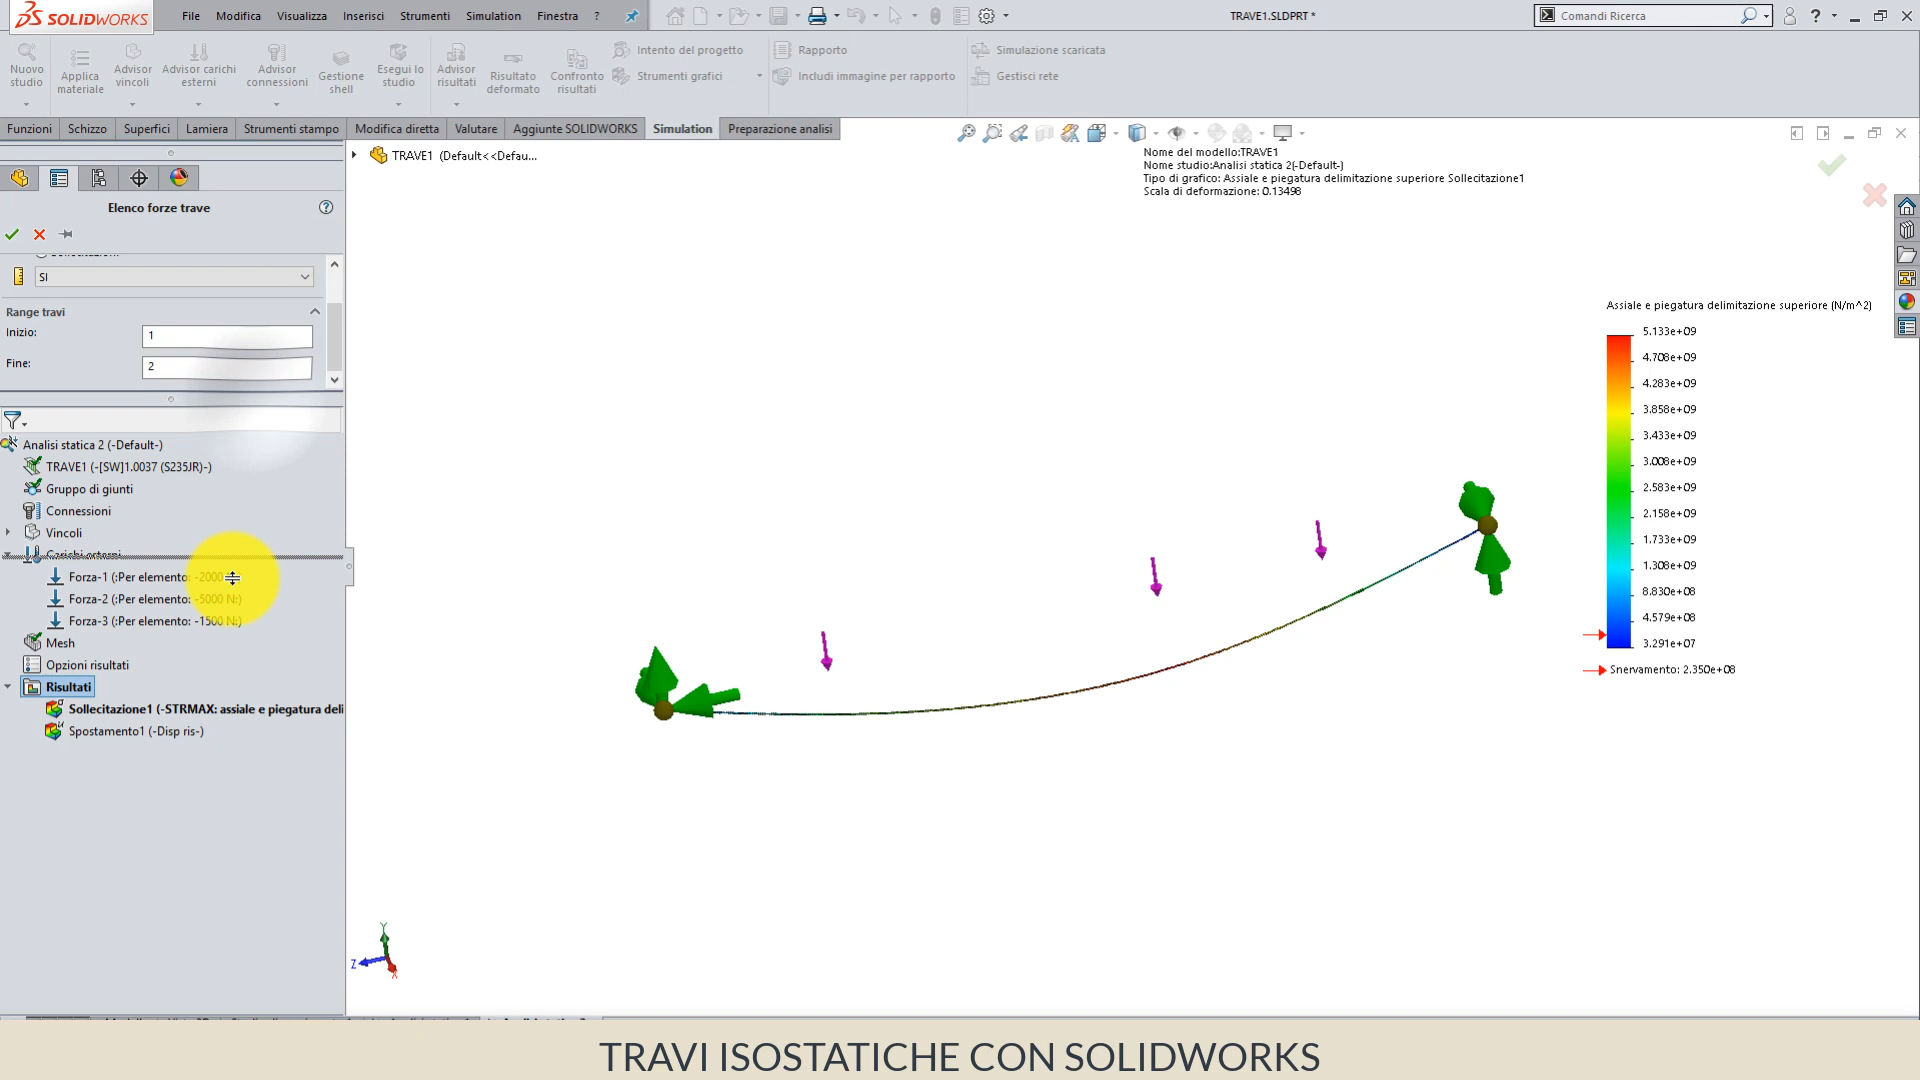 SOLIDWORKS
File Modifica Visualizza Inserisci Strumenti Simulation Finestra ?
TRAVE1.SLDPRT *
Comandi Ricerca
Nuovo studio
Applica materiale
Advisor vincoli
Advisor carichi esterni
Advisor connessioni
Gestione shell
Esegui lo studio
Advisor risultati
Risultato deformato
Confronto risultati
Intento del progetto
Strumenti grafici
Rapporto
Includi immagine per rapporto
Simulazione scaricata
Gestisci rete
Funzioni Schizzo Superfici Lamiera Strumenti stampo Modifica diretta Valutare Aggiunte SOLIDWORKS Simulation Preparazione analisi
TRAVE1 (Default<<Defau...
Nome del modello:TRAVE1
Nome studio:Analisi statica 2(-Default-)
Tipo di grafico: Assiale e piegatura delimitazione superiore Sollecitazione1
Scala di deformazione: 0.13498
Elenco forze trave
SI
Range travi
Inizio: 1
Fine: 2
Analisi statica 2 (-Default-)
TRAVE1 (-[SW]1.0037 (S235JR)-)
Gruppo di giunti
Connessioni
Vincoli
Carichi esterni
Forza-1 (:Per elemento: -2000
Forza-2 (:Per elemento: -5000 N:)
Forza-3 (:Per elemento: -1500 N:)
Mesh
Opzioni risultati
Risultati
Sollecitazione1 (-STRMAX: assiale e piegatura deli
Spostamento1 (-Disp ris-)
Assiale e piegatura delimitazione superiore (N/m^2)
5.133e+09
4.708e+09
4.283e+09
3.858e+09
3.433e+09
3.008e+09
2.583e+09
2.158e+09
1.733e+09
1.308e+09
8.830e+08
4.579e+08
3.291e+07
Snervamento: 2.350e+08
Y
Z
X
TRAVI ISOSTATICHE CON SOLIDWORKS